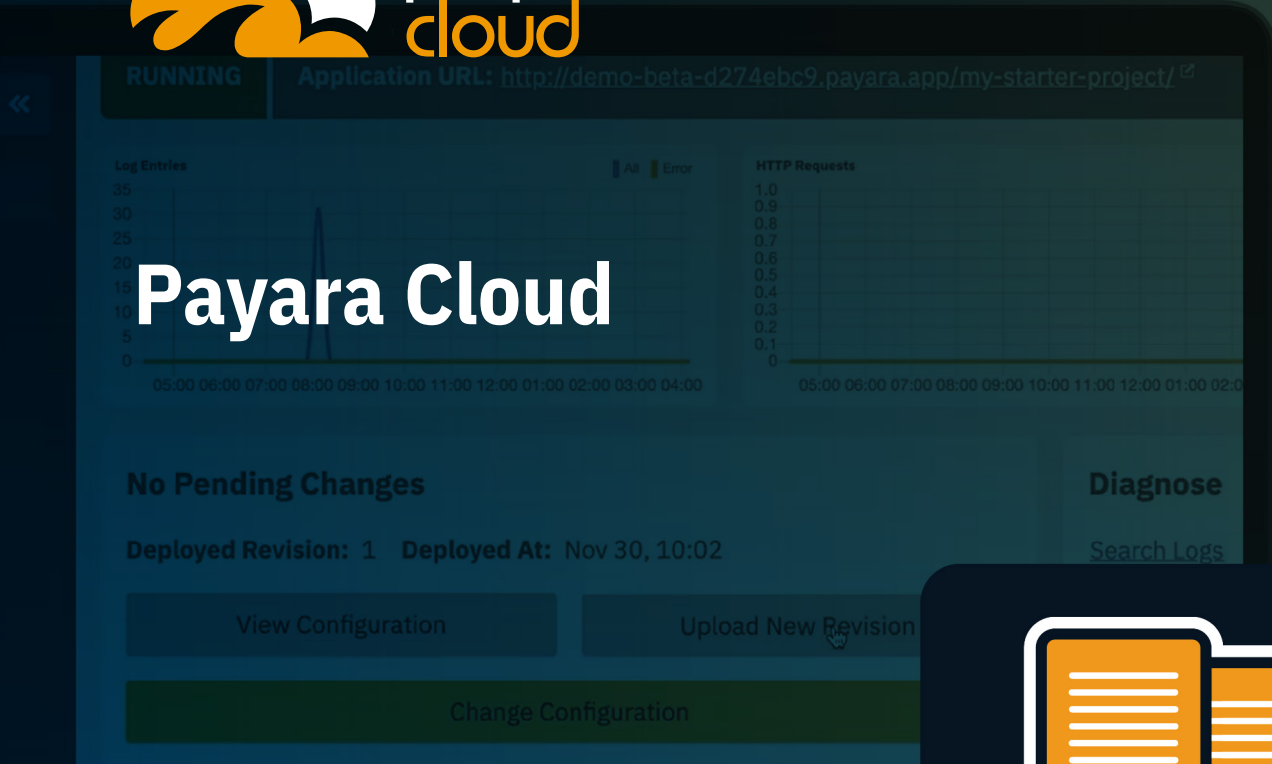 cloud
RUNNING Application URL: http://demo-beta-d274ebc9.payara.app/my-starter-project/
Log Entries All Error
35
30
25
20
15
10
5
0
05:00 06:00 07:00 08:00 09:00 10:00 11:00 12:00 01:00 02:00 03:00 04:00
HTTP Requests
1.0
0.9
0.8
0.7
0.6
0.5
0.4
0.3
0.2
0.1
0
05:00 06:00 07:00 08:00 09:00 10:00 11:00 12:00 01:00 02:0
Payara Cloud
No Pending Changes
Deployed Revision: 1 Deployed At: Nov 30, 10:02
View Configuration
Upload New Revision
Change Configuration
Diagnose
Search Logs